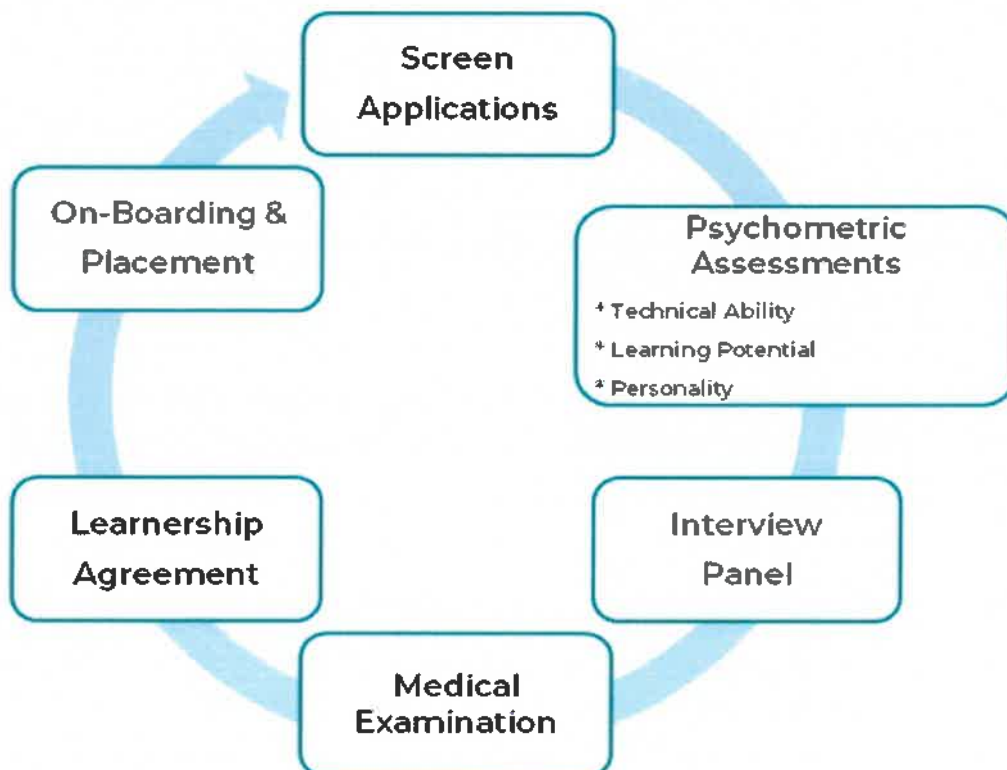 Screen
Applications
Psychometric
Assessments
* Technical Ability
* Learning Potential
* Personality
Interview
Panel
Medical
Examination
Learnership
Agreement
On-Boarding &
Placement